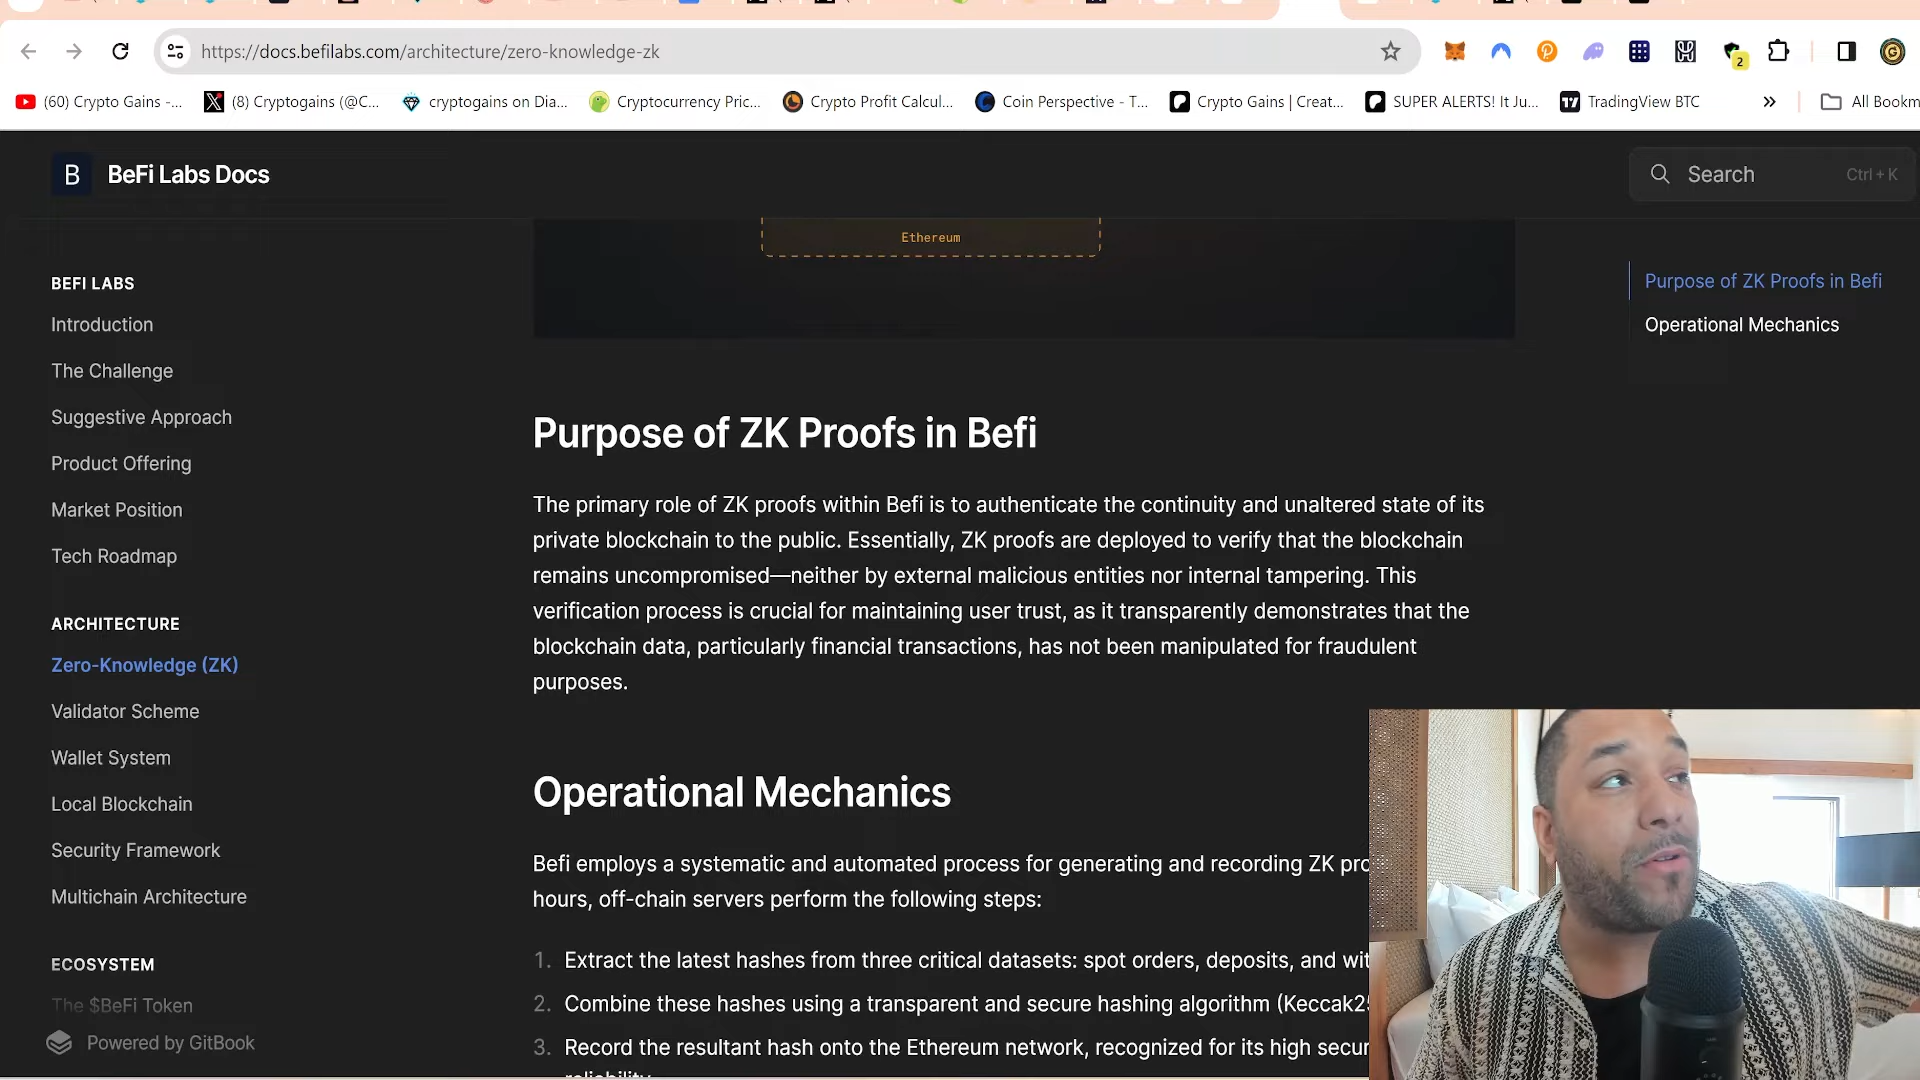 https://docs.befilabs.com/architecture/zero-knowledge-zk
2
G
(60) Crypto Gains -...
(8) Cryptogains (@C...
cryptogains on Dia...
Cryptocurrency Pric...
Crypto Profit Calcul...
Coin Perspective - T...
Crypto Gains | Creat...
SUPER ALERTS! It Ju...
TradingView BTC
All Bookm
B
BeFi Labs Docs
Search
Ctrl + K
BEFI LABS
Introduction
The Challenge
Suggestive Approach
Product Offering
Market Position
Tech Roadmap
ARCHITECTURE
Zero-Knowledge (ZK)
Validator Scheme
Wallet System
Local Blockchain
Security Framework
Multichain Architecture
ECOSYSTEM
The $BeFi Token
Powered by GitBook
Ethereum
Purpose of ZK Proofs in Befi
The primary role of ZK proofs within Befi is to authenticate the continuity and unaltered state of its
private blockchain to the public. Essentially, ZK proofs are deployed to verify that the blockchain
remains uncompromised—neither by external malicious entities nor internal tampering. This
verification process is crucial for maintaining user trust, as it transparently demonstrates that the
blockchain data, particularly financial transactions, has not been manipulated for fraudulent
purposes.
Operational Mechanics
Befi employs a systematic and automated process for generating and recording ZK pro
hours, off-chain servers perform the following steps:
1. Extract the latest hashes from three critical datasets: spot orders, deposits, and wit
2. Combine these hashes using a transparent and secure hashing algorithm (Keccak25
3. Record the resultant hash onto the Ethereum network, recognized for its high secur
reliability.
Purpose of ZK Proofs in Befi
Operational Mechanics